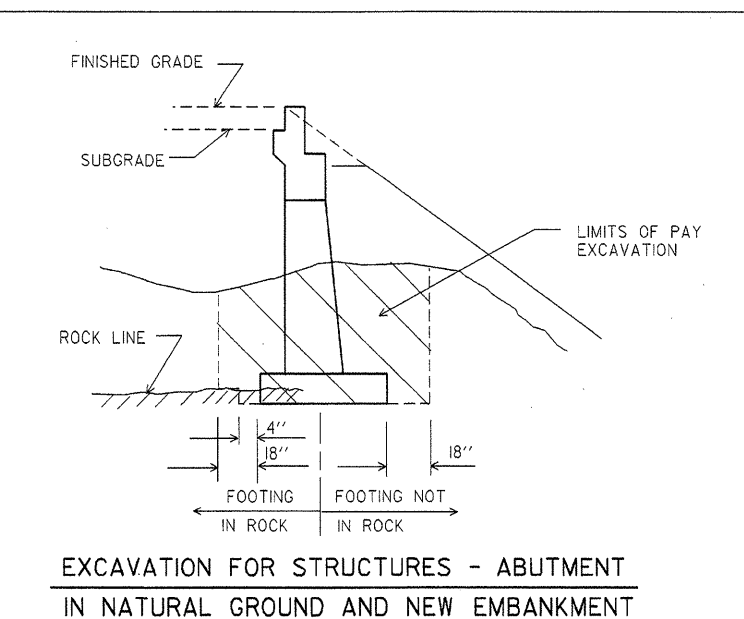 FINISHED GRADE
SUBGRADE
LIMITS OF PAY
EXCAVATION
ROCK LINE
4''
18''
18''
FOOTING
IN ROCK
FOOTING NOT
IN ROCK
EXCAVATION FOR STRUCTURES - ABUTMENT
IN NATURAL GROUND AND NEW EMBANKMENT